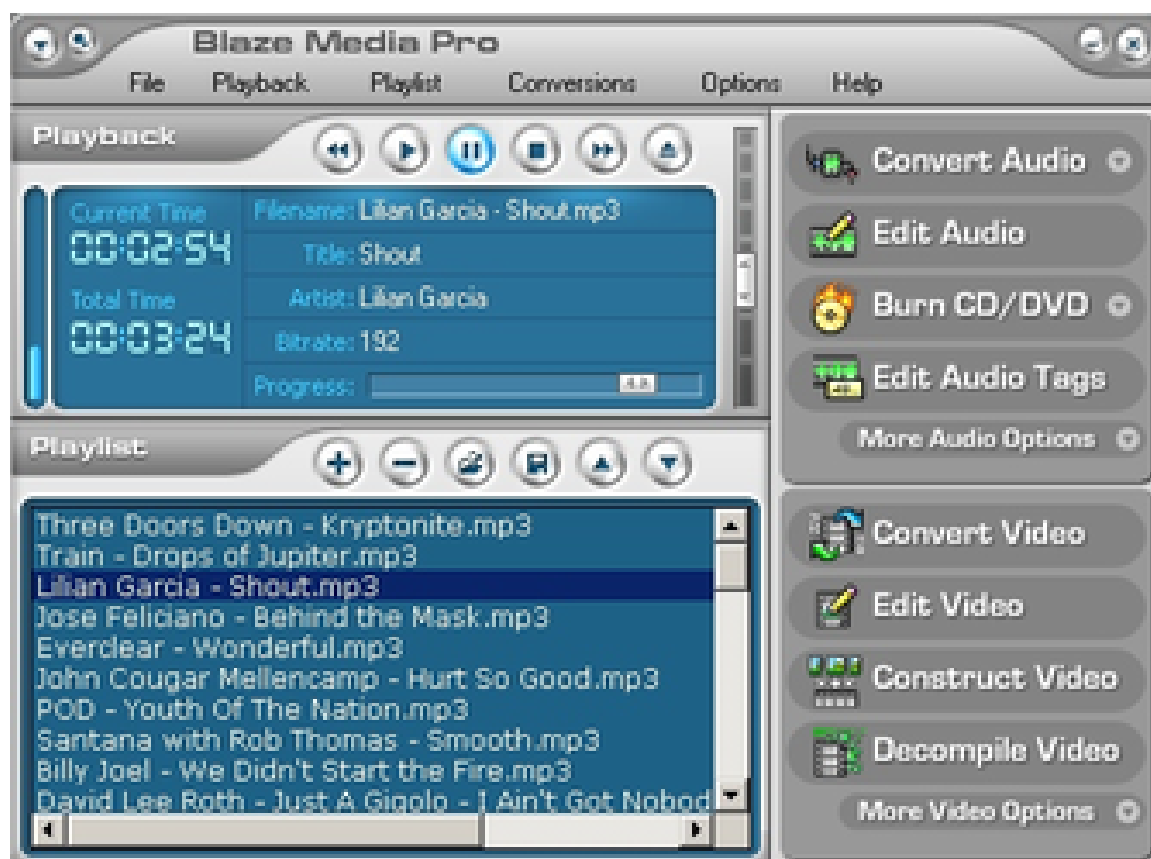 Blaze Media Pro
File Playback Playlist Conversions Options Help
Playback
Current Time
00:02:54
Total Time
00:03:24
Filename: Lilian Garcia - Shout.mp3
Title: Shout
Artist: Lilian Garcia
Bitrate: 192
Progress:
Playlist
Three Doors Down - Kryptonite.mp3
Train - Drops of Jupiter.mp3
Lilian Garcia - Shout.mp3
Jose Feliciano - Behind the Mask.mp3
Everclear - Wonderful.mp3
John Cougar Mellencamp - Hurt So Good.mp3
POD - Youth Of The Nation.mp3
Santana with Rob Thomas - Smooth.mp3
Billy Joel - We Didn't Start the Fire.mp3
David Lee Roth - Just A Gigolo - I Ain't Got Nobod
Convert Audio
Edit Audio
Burn CD/DVD
Edit Audio Tags
More Audio Options
Convert Video
Edit Video
Construct Video
Decompile Video
More Video Options